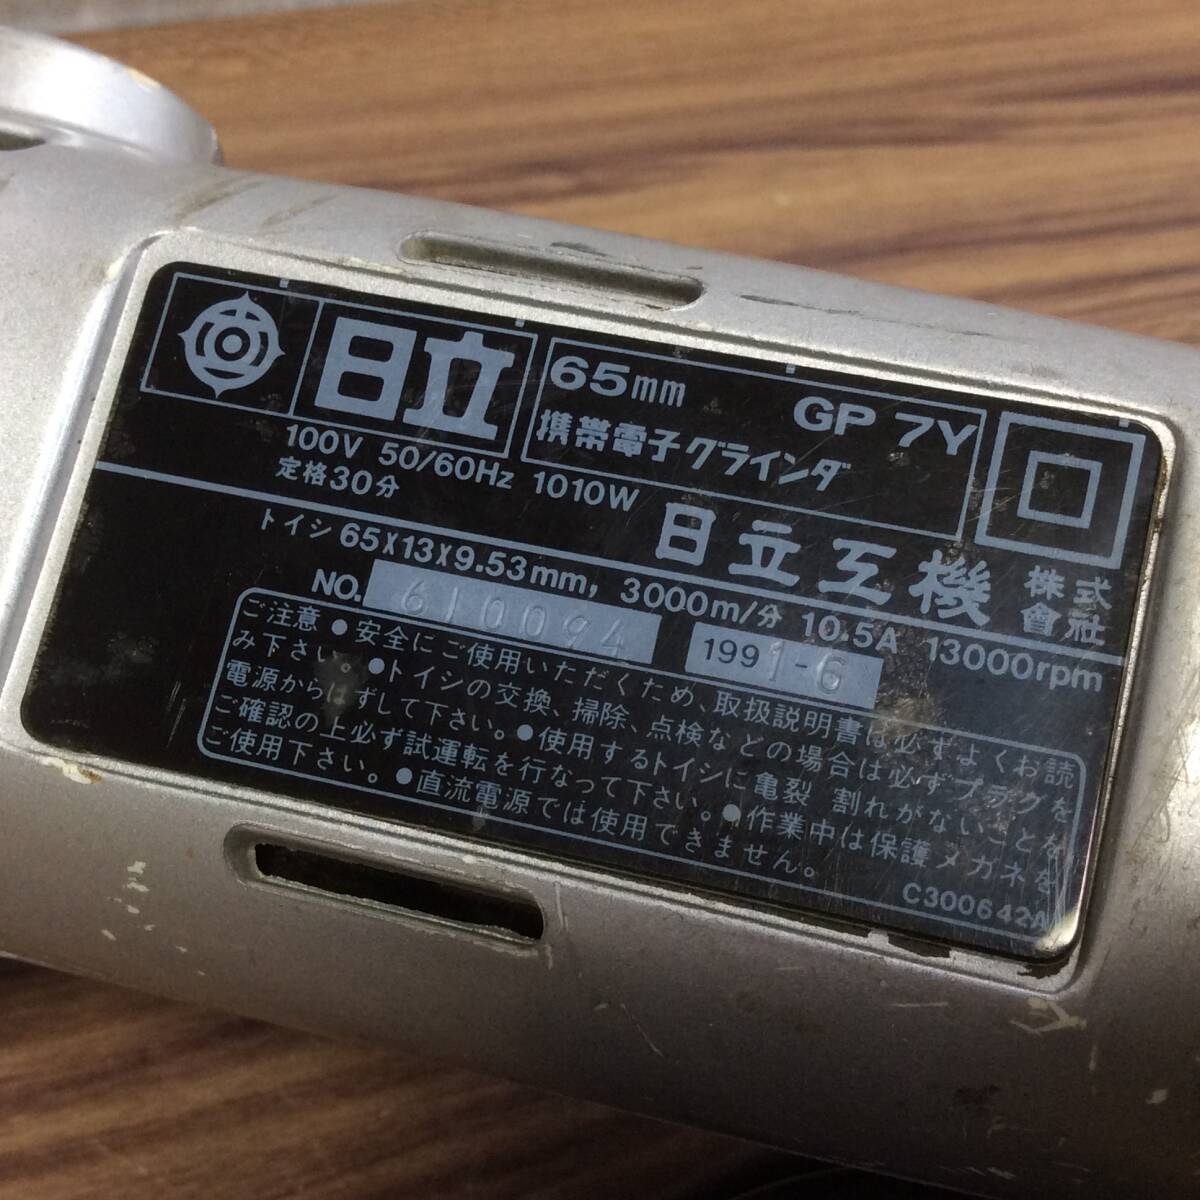 日立
65mm GP 7Y
携帯電子グラインダ
100V 50/60Hz 1010W
定格30分
日立工機 株式會社
トイシ 65×13×9.53mm, 3000m/分 10.5A 13000rpm
NO. 610094 1991-6
ご注意 ●安全にご使用いただくため、取扱説明書は必ずよくお読
み下さい。●トイシの交換、掃除、点検などの場合は必ずプラグを
電源からはずして下さい。●使用するトイシに亀裂 割れがないことを
ご確認の上必ず試運転を行なって下さい。●作業中は保護メガネを
ご使用下さい。●直流電源では使用できません。
C300642A